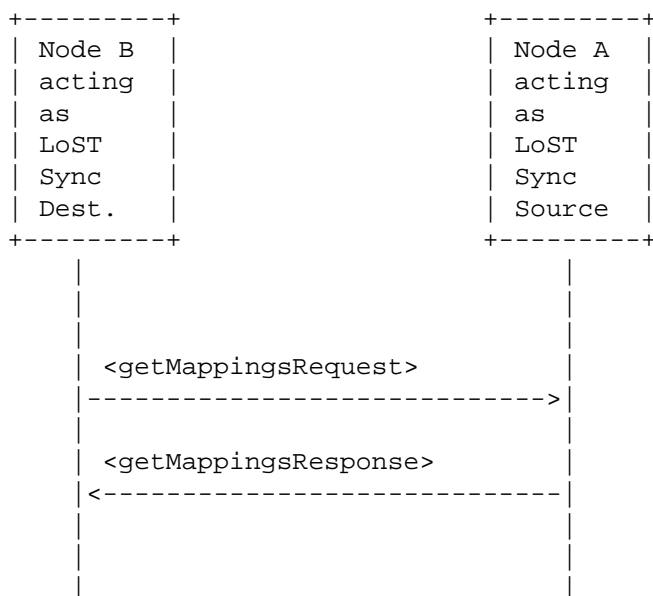 Node B Node A
acting acting
as as
LoST LoST
Sync Sync
Dest. Source
<getMappingsRequest>
<getMappingsResponse>